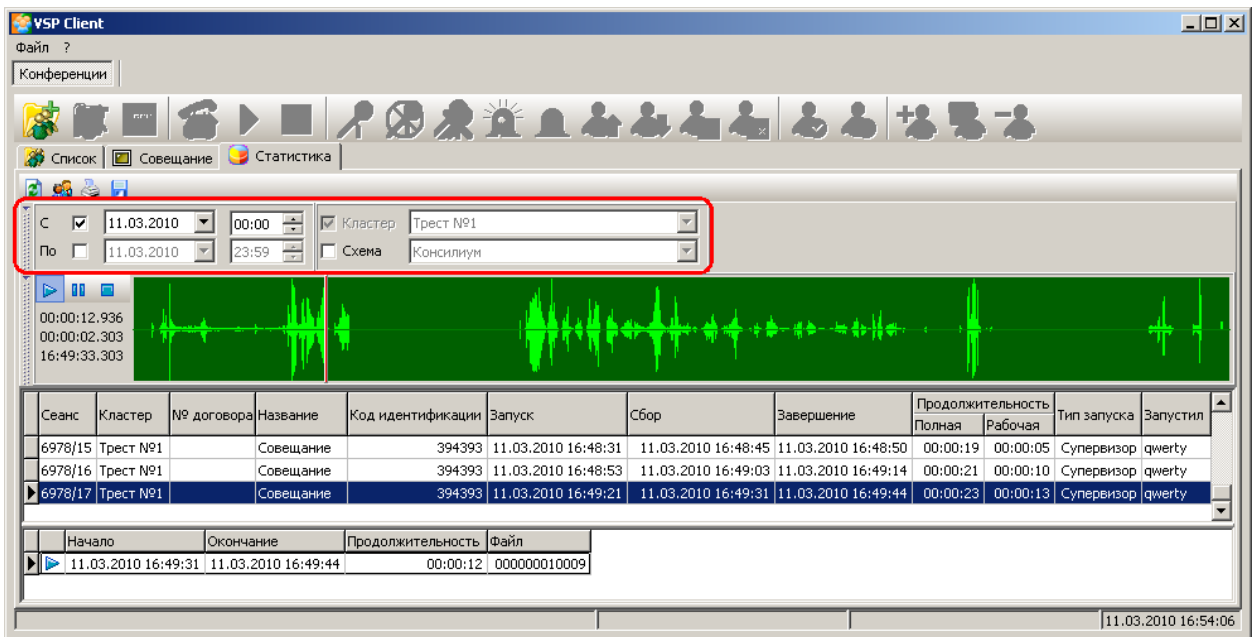 VSP Client
Файл ?
Конференции
Список Совещание Статистика
С 11.03.2010 00:00 Кластер Трест №1
По 11.03.2010 23:59 Схема Консилиум
00:00:12.936
00:00:02.303
16:49:33.303
Сеанс Кластер № договора Название Код идентификации Запуск Сбор Завершение Продолжительность Тип запуска Запустил
Полная Рабочая
6978/15 Трест №1 Совещание 394393 11.03.2010 16:48:31 11.03.2010 16:48:45 11.03.2010 16:48:50 00:00:19 00:00:05 Супервизор qwerty
6978/16 Трест №1 Совещание 394393 11.03.2010 16:48:53 11.03.2010 16:49:03 11.03.2010 16:49:14 00:00:21 00:00:10 Супервизор qwerty
6978/17 Трест №1 Совещание 394393 11.03.2010 16:49:21 11.03.2010 16:49:31 11.03.2010 16:49:44 00:00:23 00:00:13 Супервизор qwerty
Начало Окончание Продолжительность Файл
11.03.2010 16:49:31 11.03.2010 16:49:44 00:00:12 000000010009
11.03.2010 16:54:06